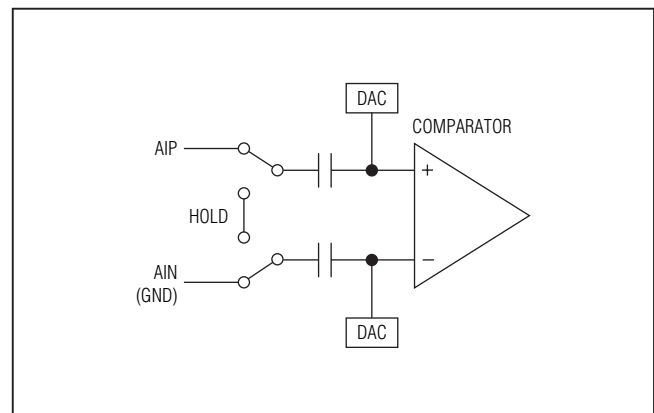 DAC
COMPARATOR
AIP
+
HOLD
AIN
(GND)
−
DAC